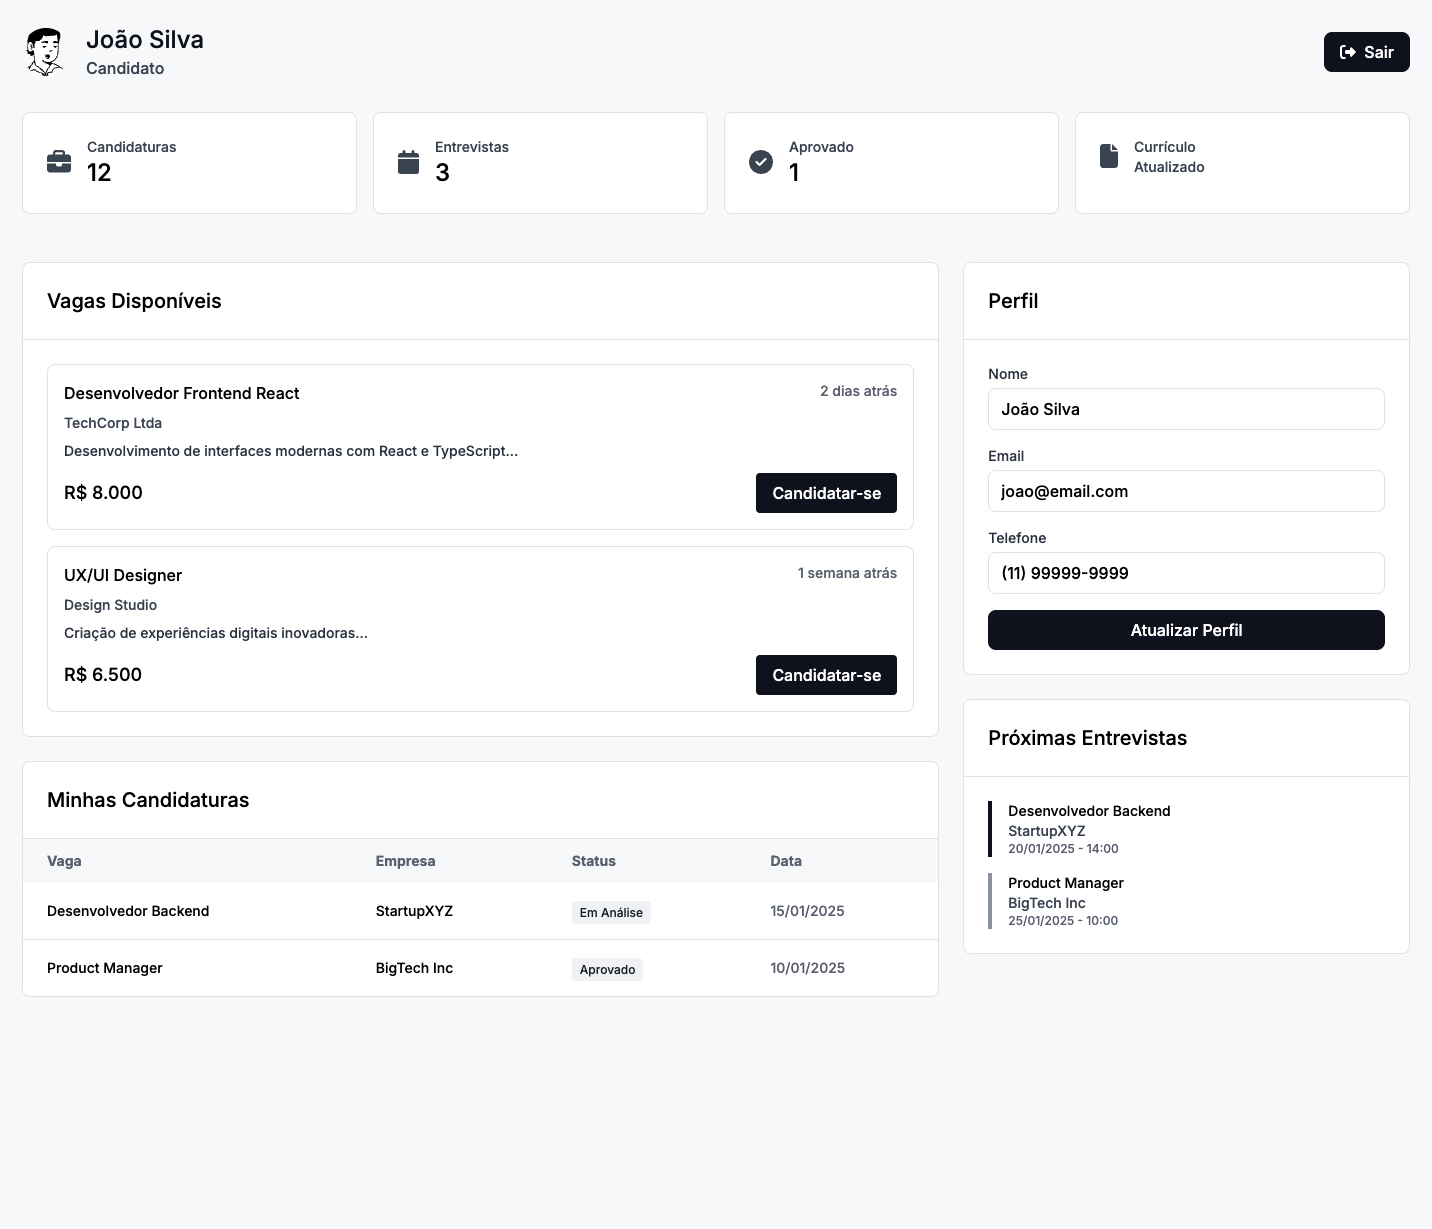 João Silva
Candidato
Sair
Candidaturas
12
Entrevistas
3
Aprovado
1
Currículo
Atualizado
Vagas Disponíveis
Desenvolvedor Frontend React
2 dias atrás
TechCorp Ltda
Desenvolvimento de interfaces modernas com React e TypeScript...
R$ 8.000
Candidatar-se
UX/UI Designer
1 semana atrás
Design Studio
Criação de experiências digitais inovadoras...
R$ 6.500
Candidatar-se
Minhas Candidaturas
Vaga Empresa Status Data
Desenvolvedor Backend StartupXYZ Em Análise 15/01/2025
Product Manager BigTech Inc Aprovado 10/01/2025
Perfil
Nome
João Silva
Email
joao@email.com
Telefone
(11) 99999-9999
Atualizar Perfil
Próximas Entrevistas
Desenvolvedor Backend
StartupXYZ
20/01/2025 - 14:00
Product Manager
BigTech Inc
25/01/2025 - 10:00